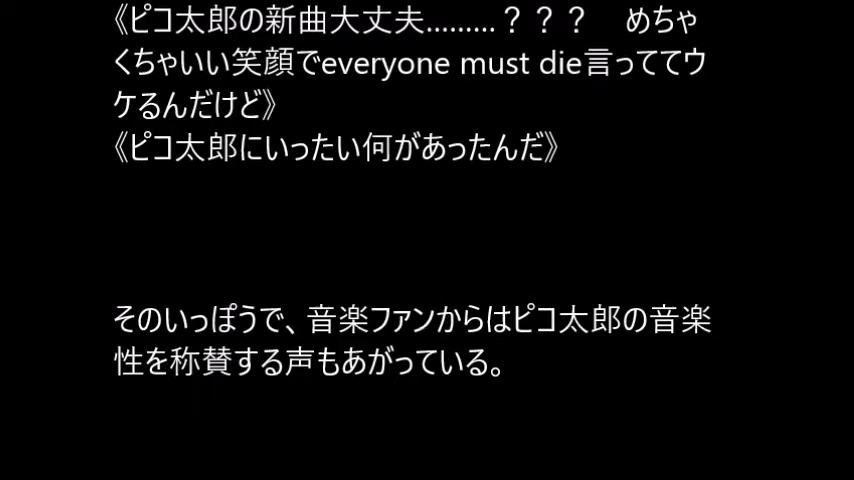 《ピコ太郎の新曲大丈夫………？？？　めちゃ
くちゃいい笑顔でeveryone must die言っててウ
ケるんだけど》
《ピコ太郎にいったい何があったんだ》
そのいっぽうで、音楽ファンからはピコ太郎の音楽
性を称賛する声もあがっている。